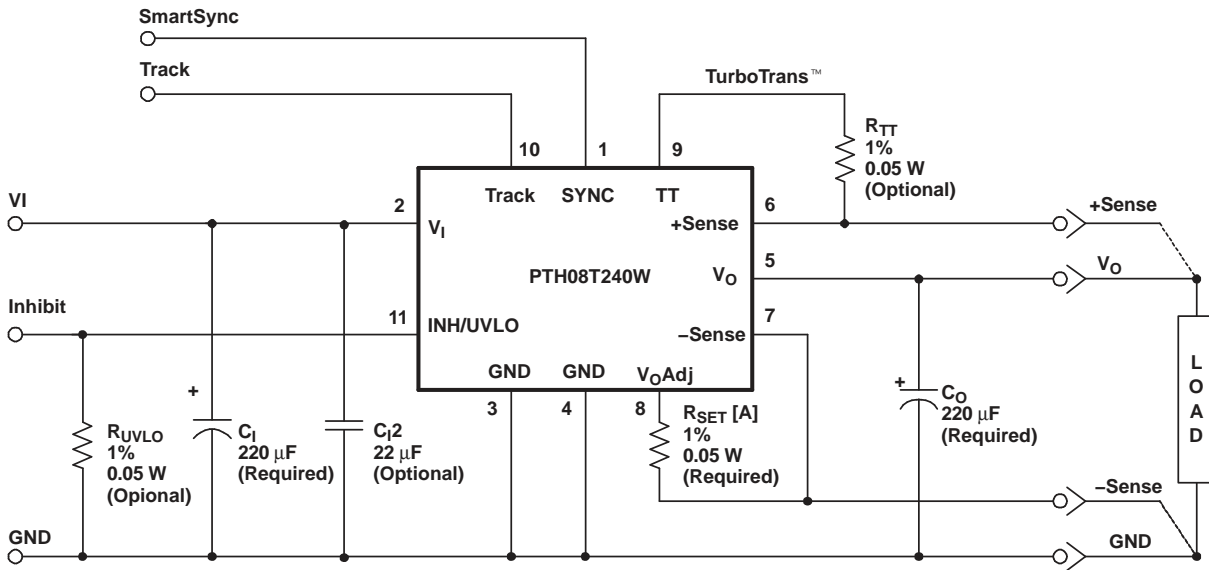 SmartSync
Track
TurboTrans™
R_TT
1%
0.05 W
(Optional)
10
1
9
Track
SYNC
TT
VI
2
V_I
+Sense
6
+Sense
5
V_O
V_O
PTH08T240W
Inhibit
11
INH/UVLO
–Sense
7
GND
GND
V_OAdj
3
4
8
R_UVLO
1%
0.05 W
(Opional)
+
C_I
220 μF
(Required)
C_I2
22 μF
(Optional)
R_SET [A]
1%
0.05 W
(Required)
+
C_O
220 μF
(Required)
L
O
A
D
–Sense
GND
GND